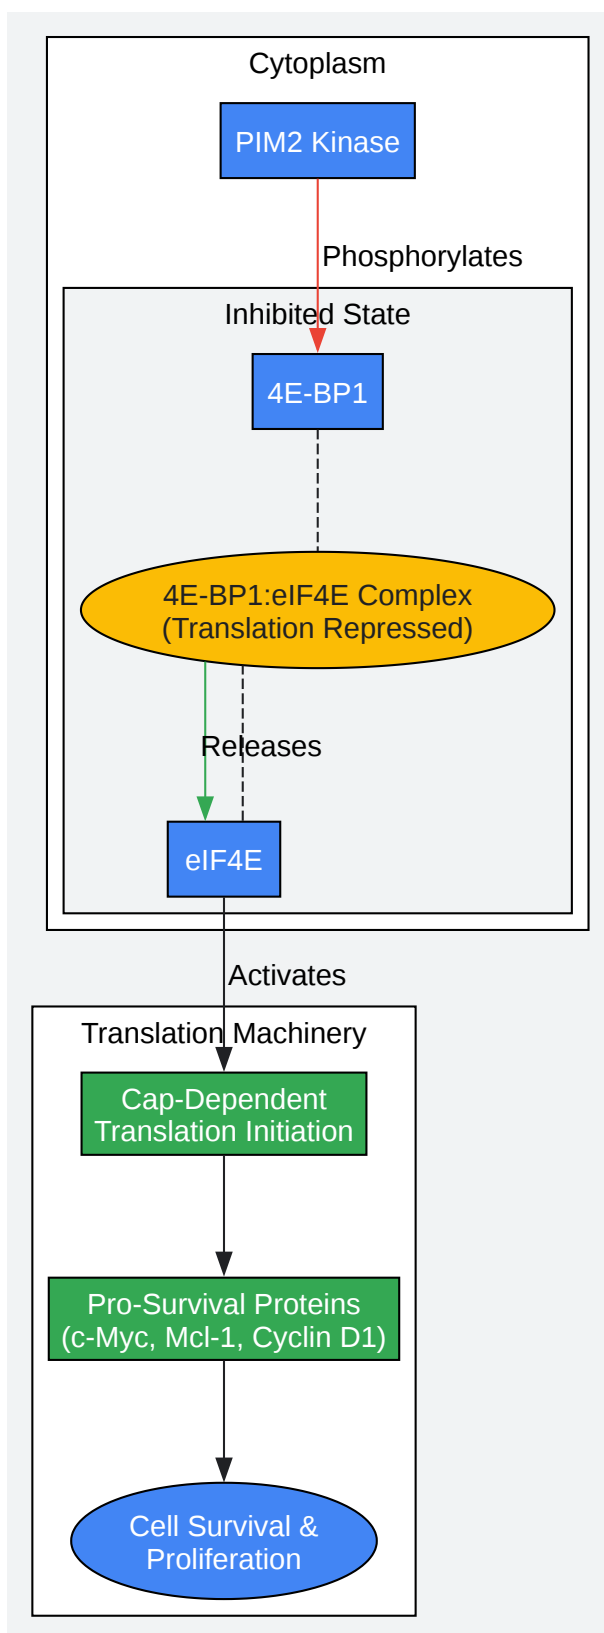 Cytoplasm
PIM2 Kinase
Phosphorylates
Inhibited State
4E-BP1
4E-BP1:eIF4E Complex
(Translation Repressed)
Releases
eIF4E
Activates
Translation Machinery
Cap-Dependent
Translation Initiation
Pro-Survival Proteins
(c-Myc, Mcl-1, Cyclin D1)
Cell Survival &
Proliferation